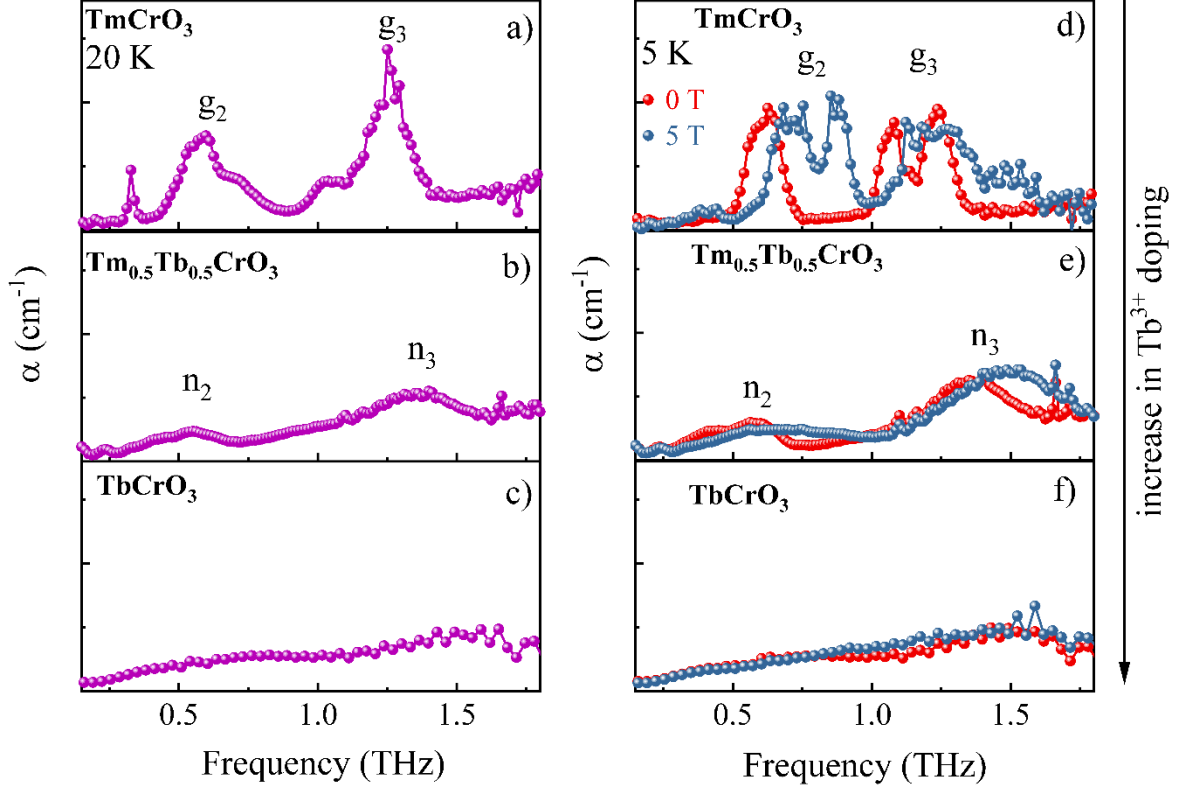 TmCrO₃
a)
20 K
g₂
g₃
TmCrO₃
d)
5 K
g₂
g₃
0 T
5 T
Tm₀.₅Tb₀.₅CrO₃
b)
n₂
n₃
Tm₀.₅Tb₀.₅CrO₃
e)
n₂
n₃
TbCrO₃
c)
TbCrO₃
f)
α (cm⁻¹)
α (cm⁻¹)
increase in Tb³⁺ doping
0.5 1.0 1.5
Frequency (THz)
0.5 1.0 1.5
Frequency (THz)